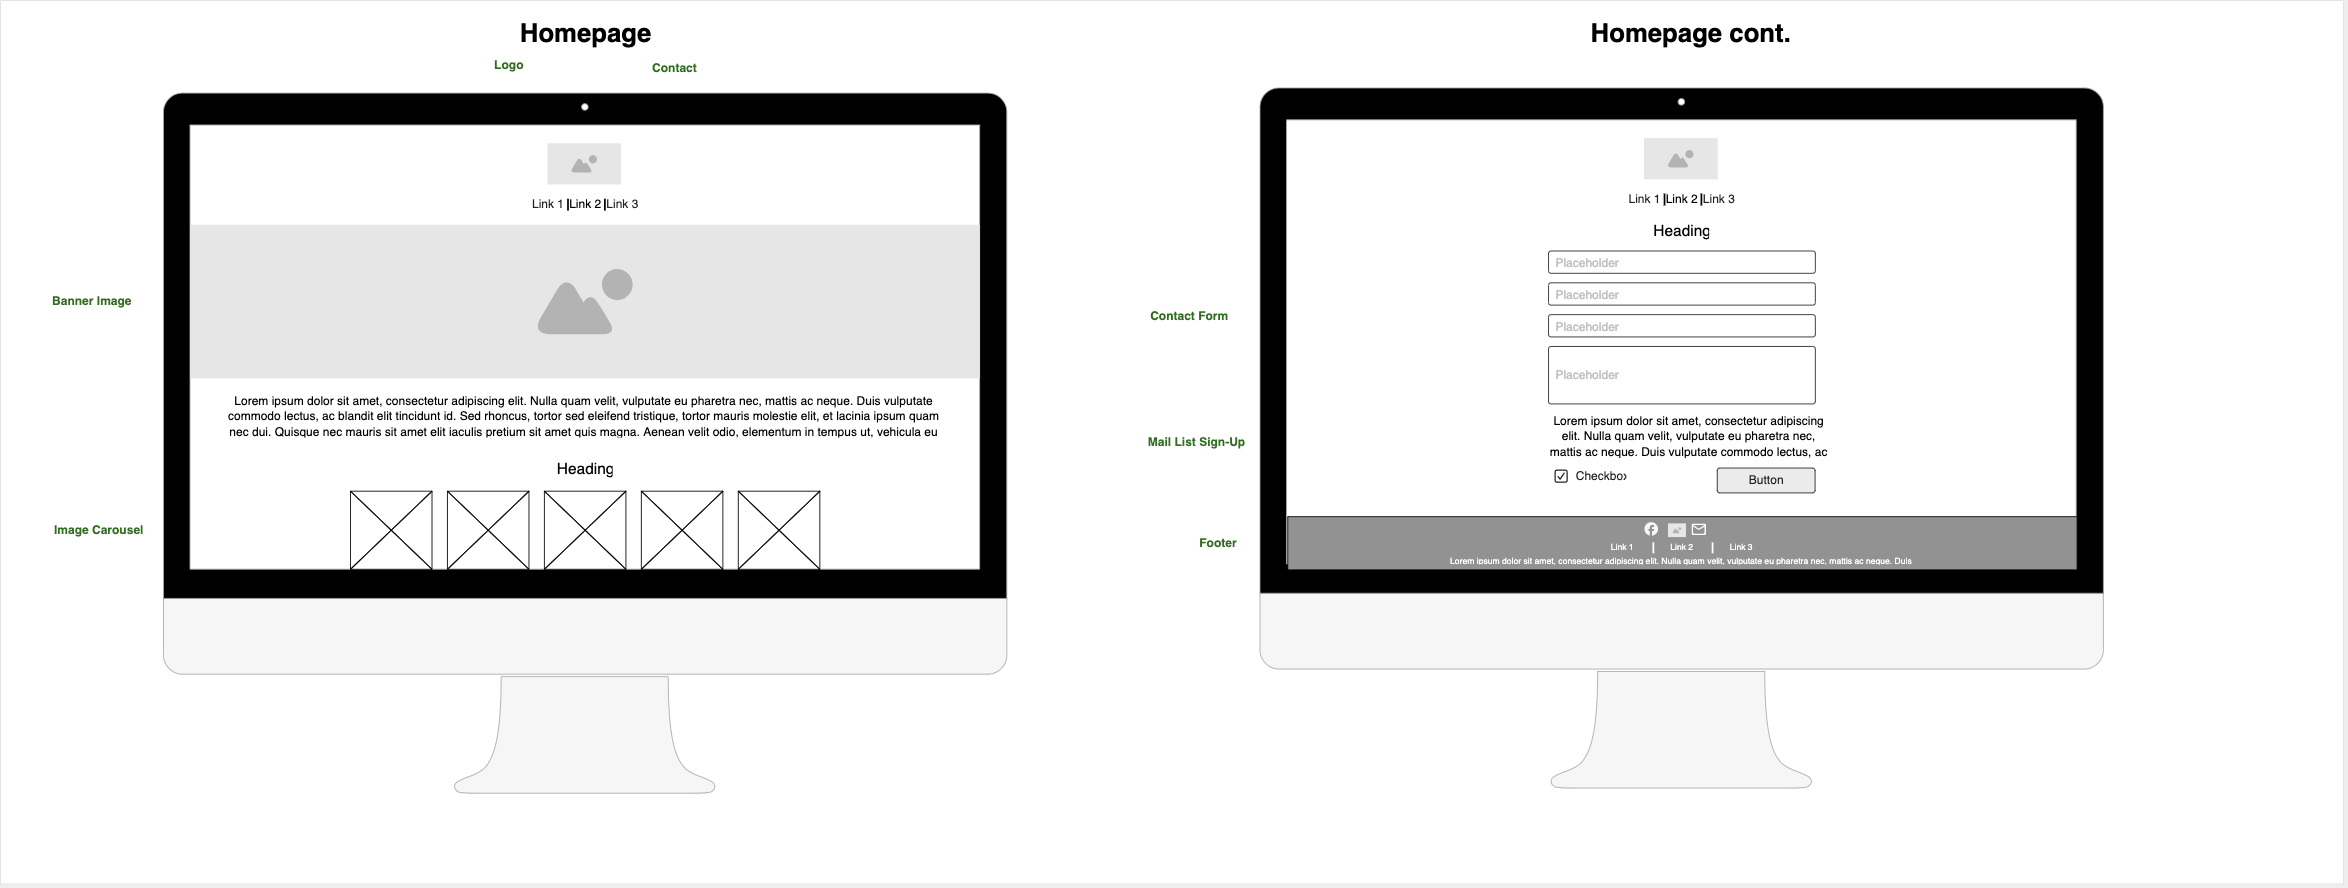 Homepage
Logo
Contact
Link 1 |Link 2 |Link 3
Banner Image
Lorem ipsum dolor sit amet, consectetur adipiscing elit. Nulla quam velit, vulputate eu pharetra nec, mattis ac neque. Duis vulputate
commodo lectus, ac blandit elit tincidunt id. Sed rhoncus, tortor sed eleifend tristique, tortor mauris molestie elit, et lacinia ipsum quam
nec dui. Quisque nec mauris sit amet elit iaculis pretium sit amet quis magna. Aenean velit odio, elementum in tempus ut, vehicula eu
Heading
Image Carousel
Homepage cont.
Link 1 |Link 2 |Link 3
Heading
Placeholder
Placeholder
Contact Form
Placeholder
Placeholder
Lorem ipsum dolor sit amet, consectetur adipiscing
elit. Nulla quam velit, vulputate eu pharetra nec,
mattis ac neque. Duis vulputate commodo lectus, ac
Mail List Sign-Up
Checkbox
Button
Footer
Link 1 | Link 2 | Link 3
Lorem ipsum dolor sit amet, consectetur adipiscing elit. Nulla quam velit, vulputate eu pharetra nec, mattis ac neque. Duis